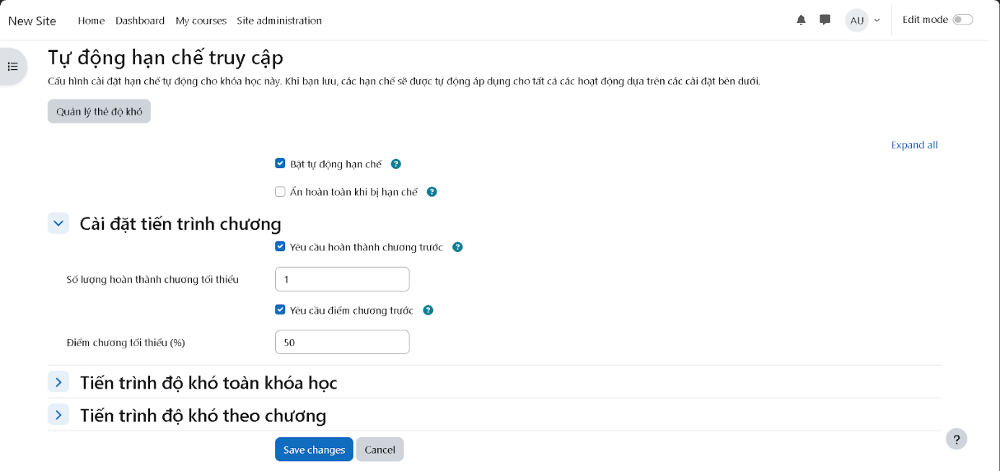 New Site Home Dashboard My courses Site administration AU Edit mode
Tự động hạn chế truy cập
Cấu hình cài đặt hạn chế tự động cho khóa học này. Khi bạn lưu, các hạn chế sẽ được tự động áp dụng cho tất cả các hoạt động dựa trên các cài đặt bên dưới.
Quản lý thẻ độ khó
Expand all
Bật tự động hạn chế ?
Ẩn hoàn toàn khi bị hạn chế ?
Cài đặt tiến trình chương
Yêu cầu hoàn thành chương trước ?
Số lượng hoàn thành chương tối thiểu 1
Yêu cầu điểm chương trước ?
Điểm chương tối thiểu (%) 50
Tiến trình độ khó toàn khóa học
Tiến trình độ khó theo chương
Save changes Cancel
?